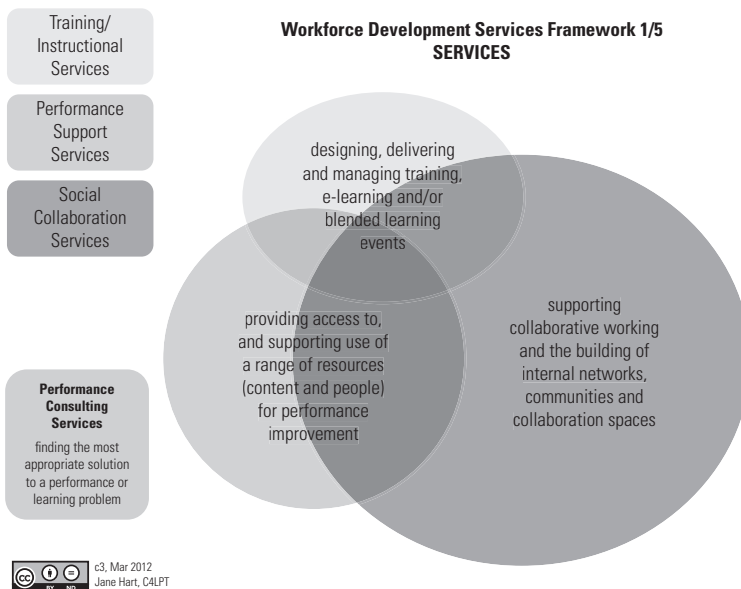 Training/
Instructional
Services
Performance
Support
Services
Social
Collaboration
Services
Workforce Development Services Framework 1/5
SERVICES
designing, delivering
and managing training,
e-learning and/or
blended learning
events
providing access to,
and supporting use of
a range of resources
(content and people)
for performance
improvement
supporting
collaborative working
and the building of
internal networks,
communities and
collaboration spaces
Performance
Consulting
Services
finding the most
appropriate solution
to a performance or
learning problem
cc BY ND
c3, Mar 2012
Jane Hart, C4LPT